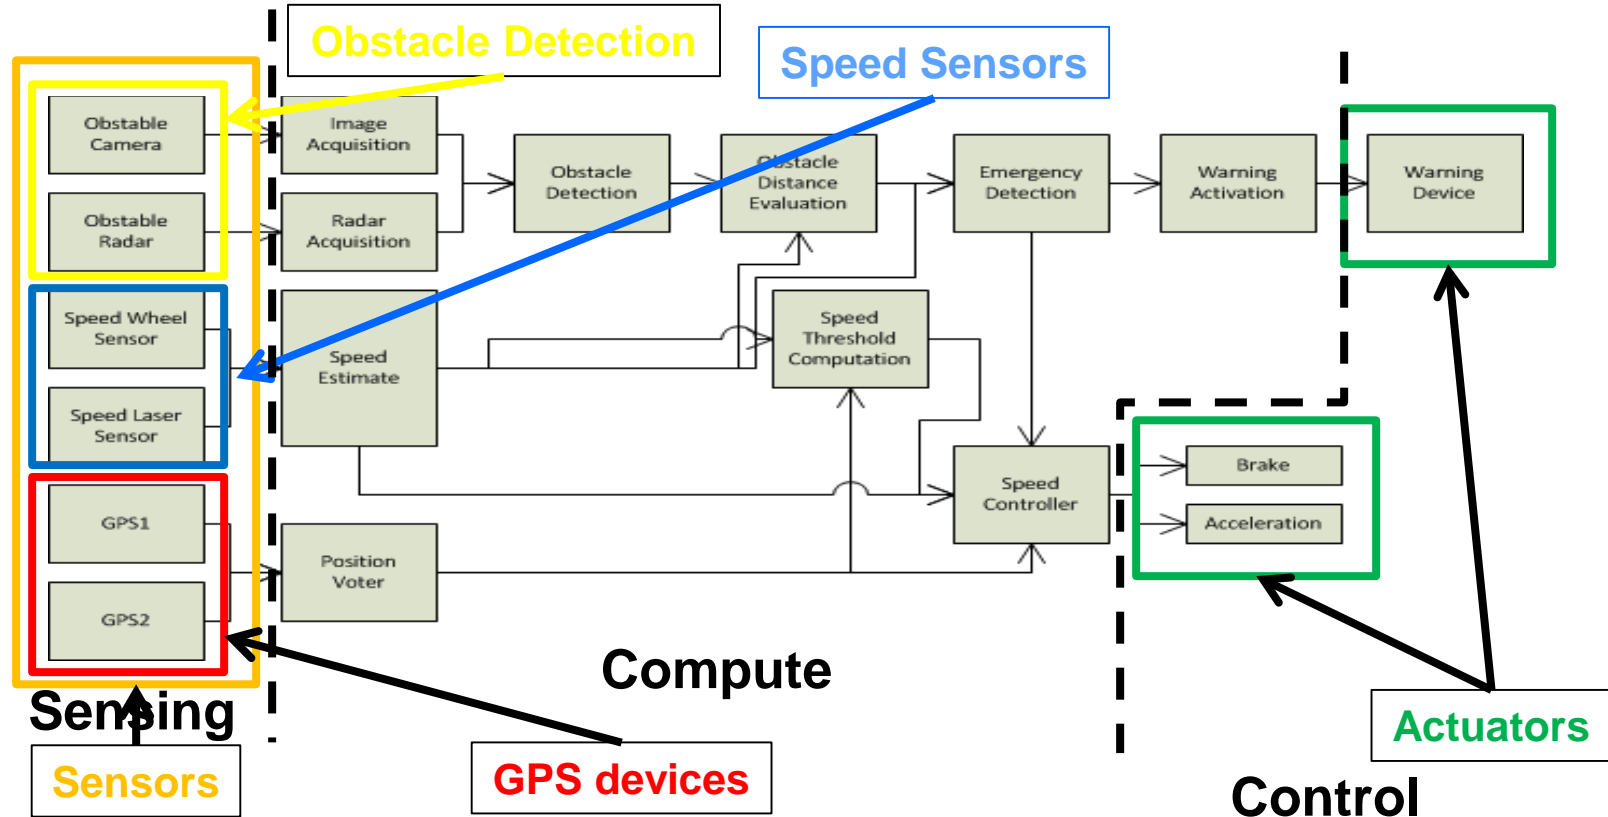 Obstacle Detection
Speed Sensors
Obstable
Camera
Image
Acquisition
Obstacle
Detection
Obstacle
Distance
Evaluation
Emergency
Detection
Warning
Activation
Warning
Device
Obstable
Radar
Radar
Acquisition
Speed Wheel
Sensor
Speed
Estimate
Speed
Threshold
Computation
Speed Laser
Sensor
Brake
Speed
Controller
Acceleration
GPS1
Position
Voter
GPS2
Compute
Sensing
Actuators
Sensors
GPS devices
Control